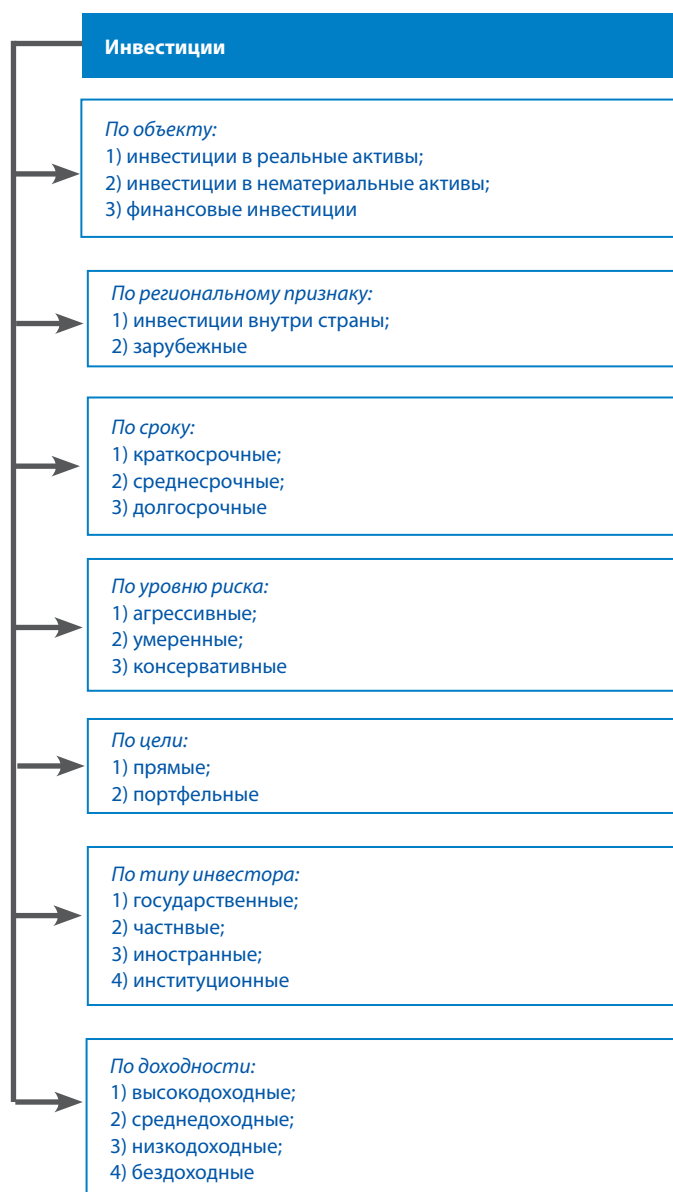 Инвестиции
По объекту:
1) инвестиции в реальные активы;
2) инвестиции в нематериальные активы;
3) финансовые инвестиции
По региональному признаку:
1) инвестиции внутри страны;
2) зарубежные
По сроку:
1) краткосрочные;
2) среднесрочные;
3) долгосрочные
По уровню риска:
1) агрессивные;
2) умеренные;
3) консервативные
По цели:
1) прямые;
2) портфельные
По типу инвестора:
1) государственные;
2) частнвые;
3) иностранные;
4) институционные
По доходности:
1) высокодоходные;
2) среднедоходные;
3) низкодоходные;
4) бездоходные